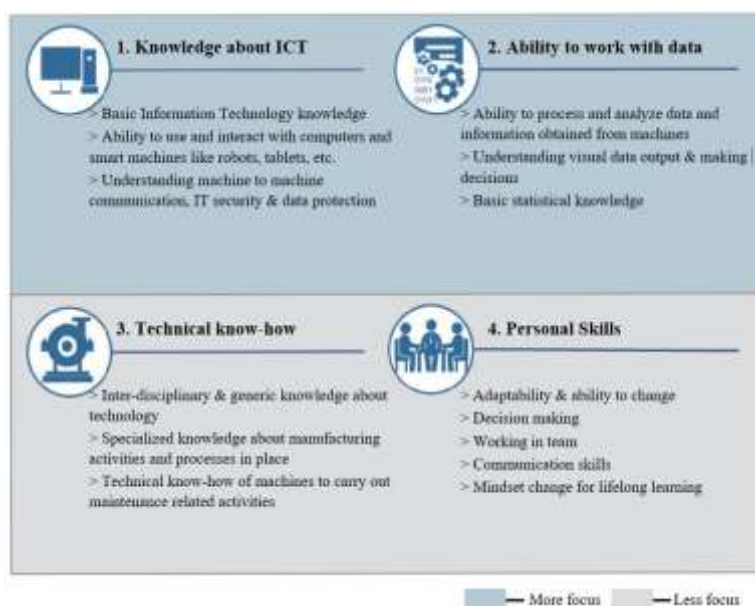 1. Knowledge about ICT
> Basic Information Technology knowledge
> Ability to use and interact with computers and
smart machines like robots, tablets, etc.
> Understanding machine to machine
communication, IT security & data protection
2. Ability to work with data
> Ability to process and analyze data and
information obtained from machines
> Understanding visual data output & making
decisions
> Basic statistical knowledge
3. Technical know-how
> Inter-disciplinary & generic knowledge about
technology
> Specialized knowledge about manufacturing
activities and processes in place
> Technical know-how of machines to carry out
maintenance related activities
4. Personal Skills
> Adaptability & ability to change
> Decision making
> Working in team
> Communication skills
> Mindset change for lifelong learning
More focus
Less focus